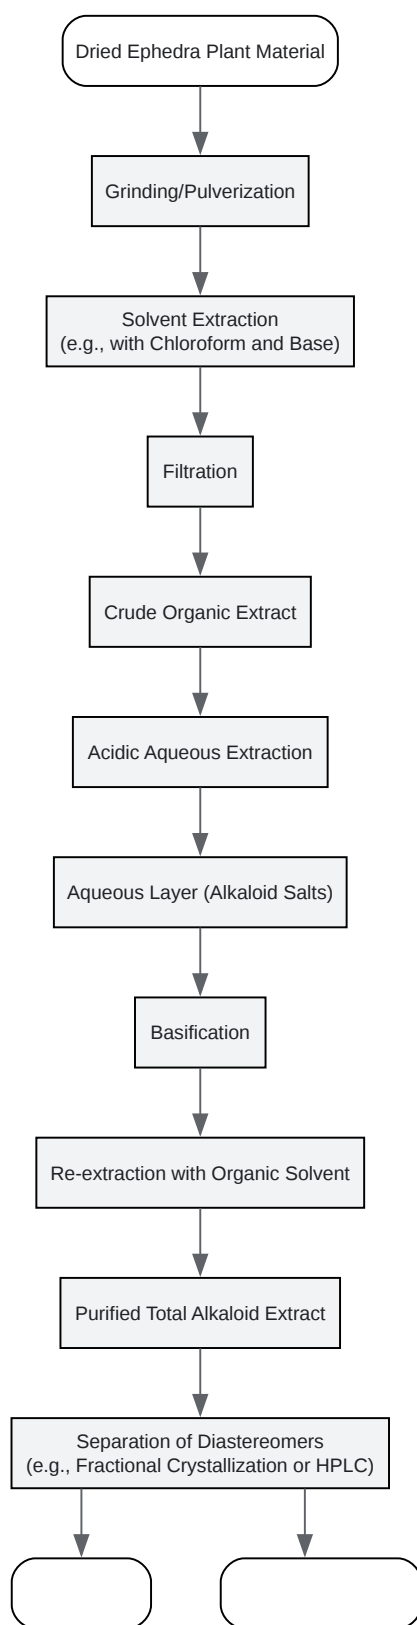 Dried Ephedra Plant Material
Grinding/Pulverization
Solvent Extraction
(e.g., with Chloroform and Base)
Filtration
Crude Organic Extract
Acidic Aqueous Extraction
Aqueous Layer (Alkaloid Salts)
Basification
Re-extraction with Organic Solvent
Purified Total Alkaloid Extract
Separation of Diastereomers
(e.g., Fractional Crystallization or HPLC)